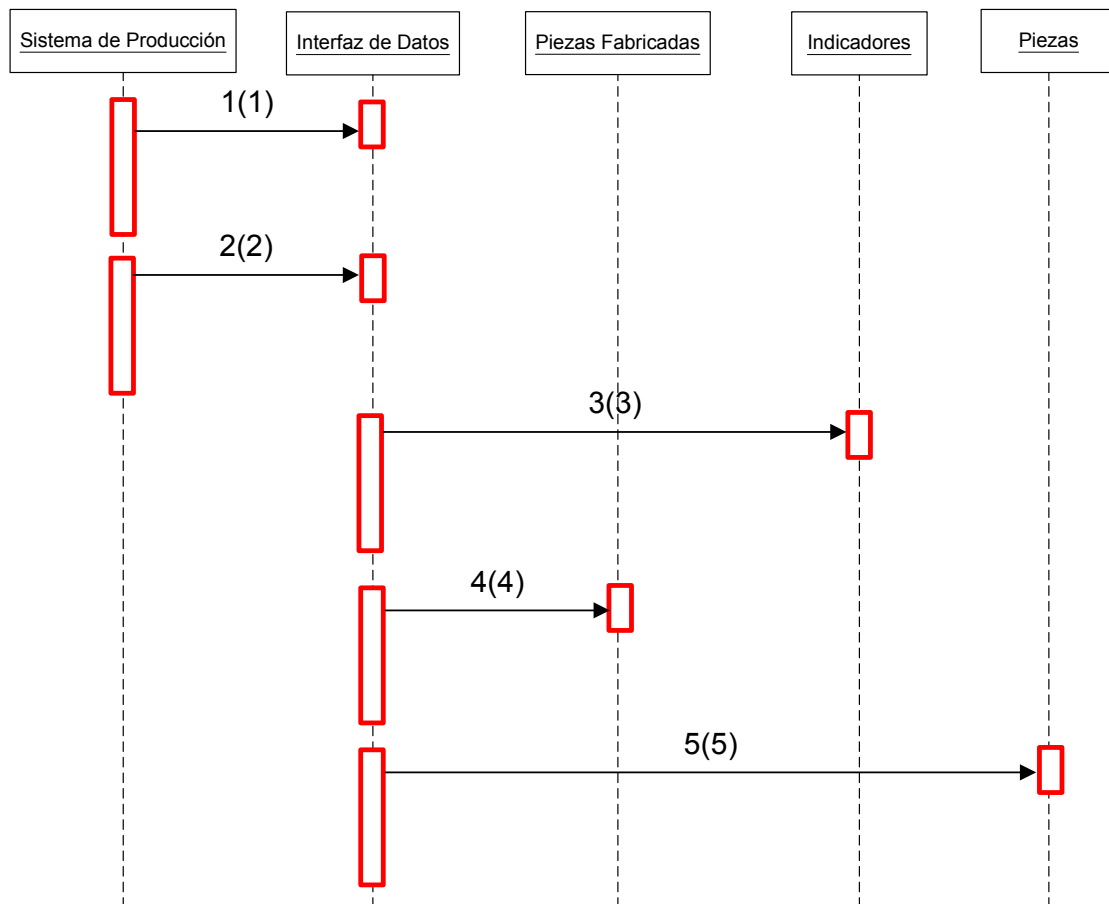 Sistema de Producción
Interfaz de Datos
Piezas Fabricadas
Indicadores
Piezas
1(1)
2(2)
3(3)
4(4)
5(5)